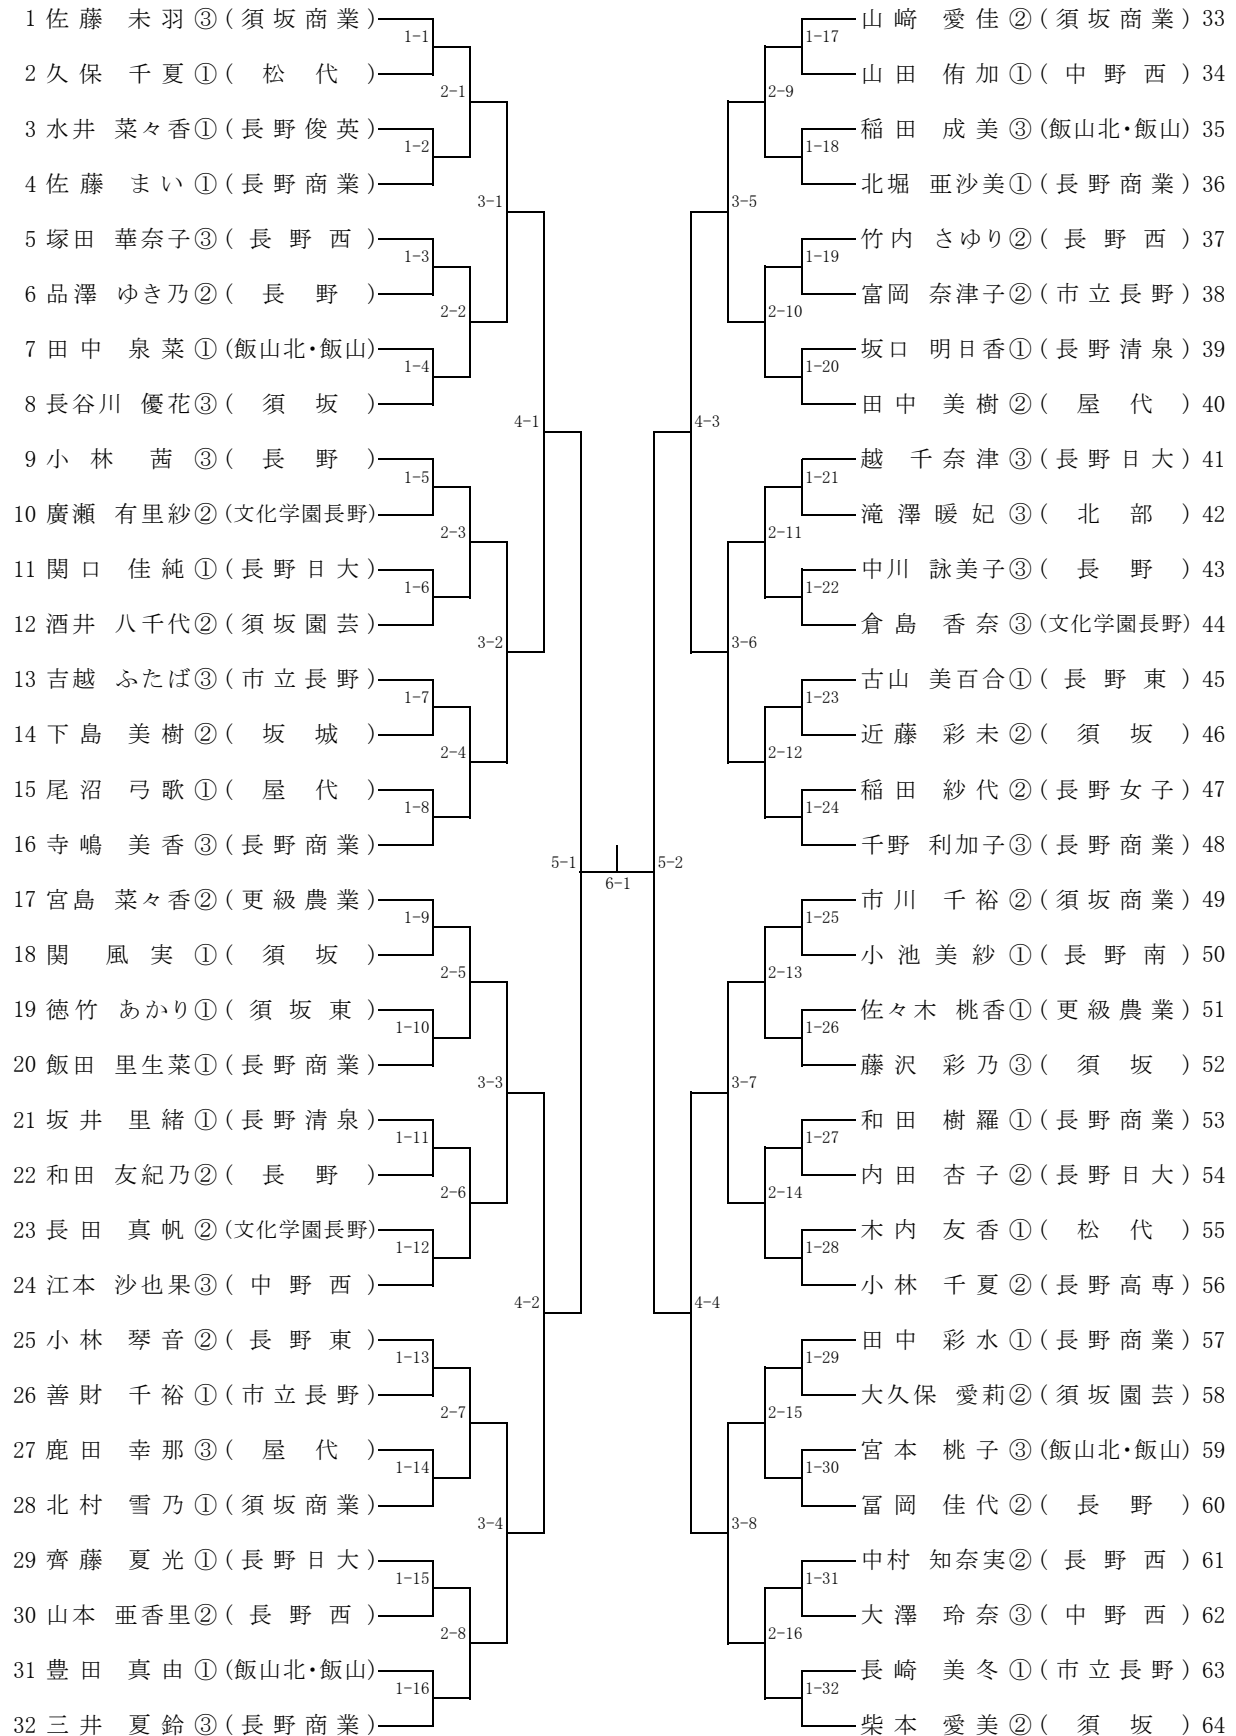 1 佐藤 未羽 ③ (須坂商業)
2 久保 千夏 ① (松代)
3 水井 菜々香 ① (長野俊英)
4 佐藤 まい ① (長野商業)
5 塚田 華奈子 ③ (長野西)
6 品澤 ゆき乃 ② (長野)
7 田中 泉菜 ① (飯山北・飯山)
8 長谷川 優花 ③ (須坂)
9 小林 茜 ③ (長野)
10 廣瀬 有里紗 ② (文化学園長野)
11 関口 佳純 ① (長野日大)
12 酒井 八千代 ② (須坂園芸)
13 吉越 ふたば ③ (市立長野)
14 下島 美樹 ② (坂城)
15 尾沼 弓歌 ① (屋代)
16 寺嶋 美香 ③ (長野商業)
17 宮島 菜々香 ② (更級農業)
18 関 風実 ① (須坂)
19 徳竹 あかり ① (須坂東)
20 飯田 里生菜 ① (長野商業)
21 坂井 里緒 ① (長野清泉)
22 和田 友紀乃 ② (長野)
23 長田 真帆 ② (文化学園長野)
24 江本 沙也果 ③ (中野西)
25 小林 琴音 ② (長野東)
26 善財 千裕 ① (市立長野)
27 鹿田 幸那 ③ (屋代)
28 北村 雪乃 ① (須坂商業)
29 齊藤 夏光 ① (長野日大)
30 山本 亜香里 ② (長野西)
31 豊田 真由 ① (飯山北・飯山)
32 三井 夏鈴 ③ (長野商業)
1-1
1-2
1-3
1-4
1-5
1-6
1-7
1-8
1-9
1-10
1-11
1-12
1-13
1-14
1-15
1-16
2-1
2-2
2-3
2-4
2-5
2-6
2-7
2-8
3-1
3-2
3-3
3-4
4-1
4-2
5-1
6-1
5-2
4-3
4-4
3-5
3-6
3-7
3-8
2-9
2-10
2-11
2-12
2-13
2-14
2-15
2-16
1-17
1-18
1-19
1-20
1-21
1-22
1-23
1-24
1-25
1-26
1-27
1-28
1-29
1-30
1-31
1-32
山﨑 愛佳 ② (須坂商業) 33
山田 侑加 ① (中野西) 34
稲田 成美 ③ (飯山北・飯山) 35
北堀 亜沙美 ① (長野商業) 36
竹内 さゆり ② (長野西) 37
富岡 奈津子 ② (市立長野) 38
坂口 明日香 ① (長野清泉) 39
田中 美樹 ② (屋代) 40
越 千奈津 ③ (長野日大) 41
滝澤暖妃 ③ (北部) 42
中川 詠美子 ③ (長野) 43
倉島 香奈 ③ (文化学園長野) 44
古山 美百合 ① (長野東) 45
近藤 彩未 ② (須坂) 46
稲田 紗代 ② (長野女子) 47
千野 利加子 ③ (長野商業) 48
市川 千裕 ② (須坂商業) 49
小池美紗 ① (長野南) 50
佐々木 桃香 ① (更級農業) 51
藤沢 彩乃 ③ (須坂) 52
和田 樹羅 ① (長野商業) 53
内田 杏子 ② (長野日大) 54
木内 友香 ① (松代) 55
小林 千夏 ② (長野高専) 56
田中 彩水 ① (長野商業) 57
大久保 愛莉 ② (須坂園芸) 58
宮本 桃子 ③ (飯山北・飯山) 59
冨岡 佳代 ② (長野) 60
中村 知奈実 ② (長野西) 61
大澤 玲奈 ③ (中野西) 62
長崎 美冬 ① (市立長野) 63
柴本 愛美 ② (須坂) 64